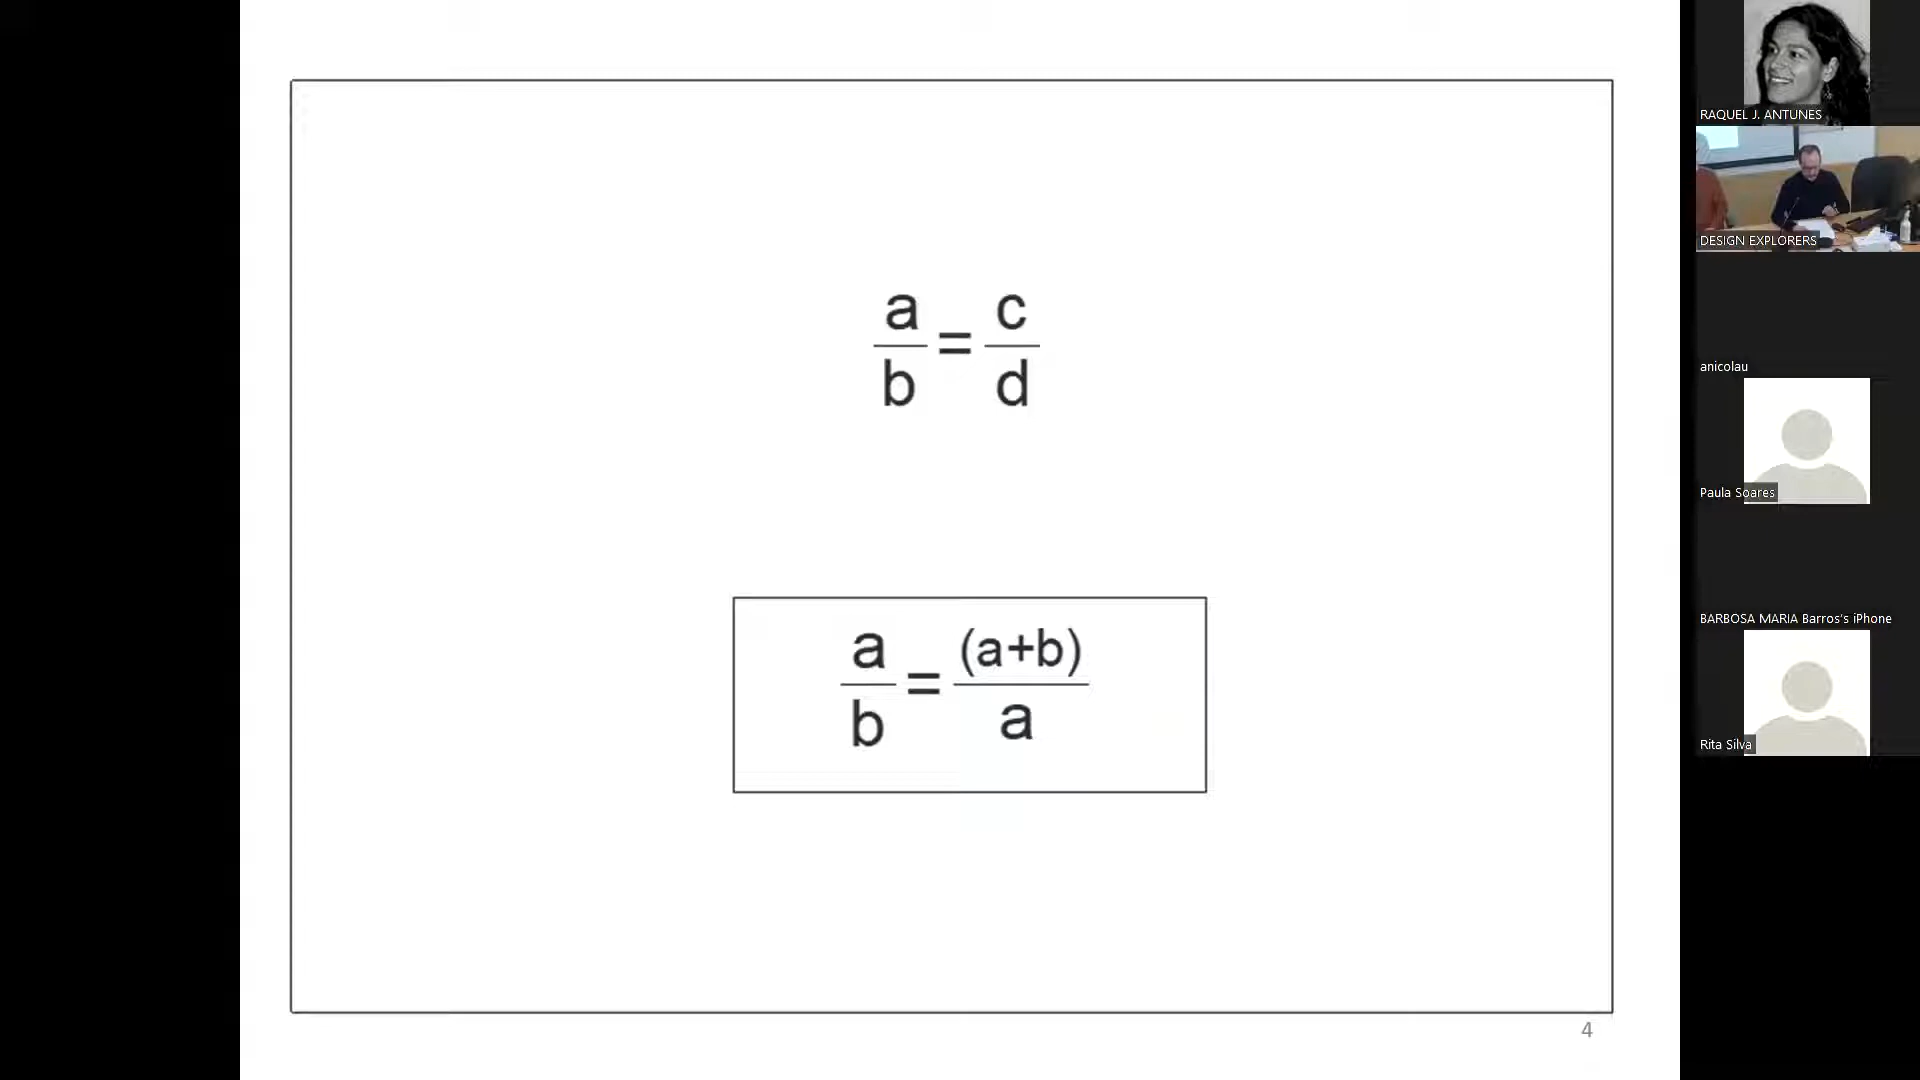 a/b = c/d
a/b = (a+b)/a
4
RAQUEL J. ANTUNES
DESIGN EXPLORERS
anicolau
Paula Soares
BARBOSA MARIA Barros's iPhone
Rita Silva